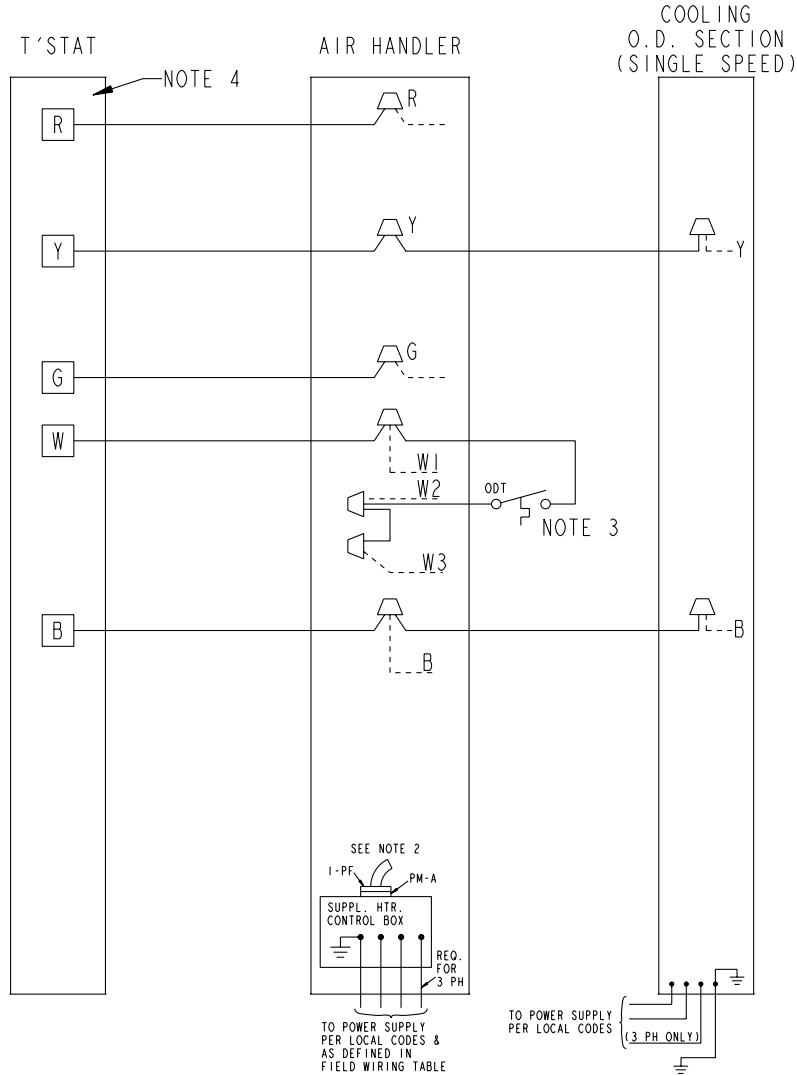 COOLING
O.D. SECTION
(SINGLE SPEED)
T'STAT
AIR HANDLER
NOTE 4
R
R
Y
Y
Y
G
G
W
W1
W2
ODT
NOTE 3
W3
B
B
B
SEE NOTE 2
1-PF
PM-A
SUPPL. HTR.
CONTROL BOX
REQ.
FOR
3 PH
TO POWER SUPPLY
PER LOCAL CODES &
AS DEFINED IN
FIELD WIRING TABLE
TO POWER SUPPLY
PER LOCAL CODES
(3 PH ONLY)